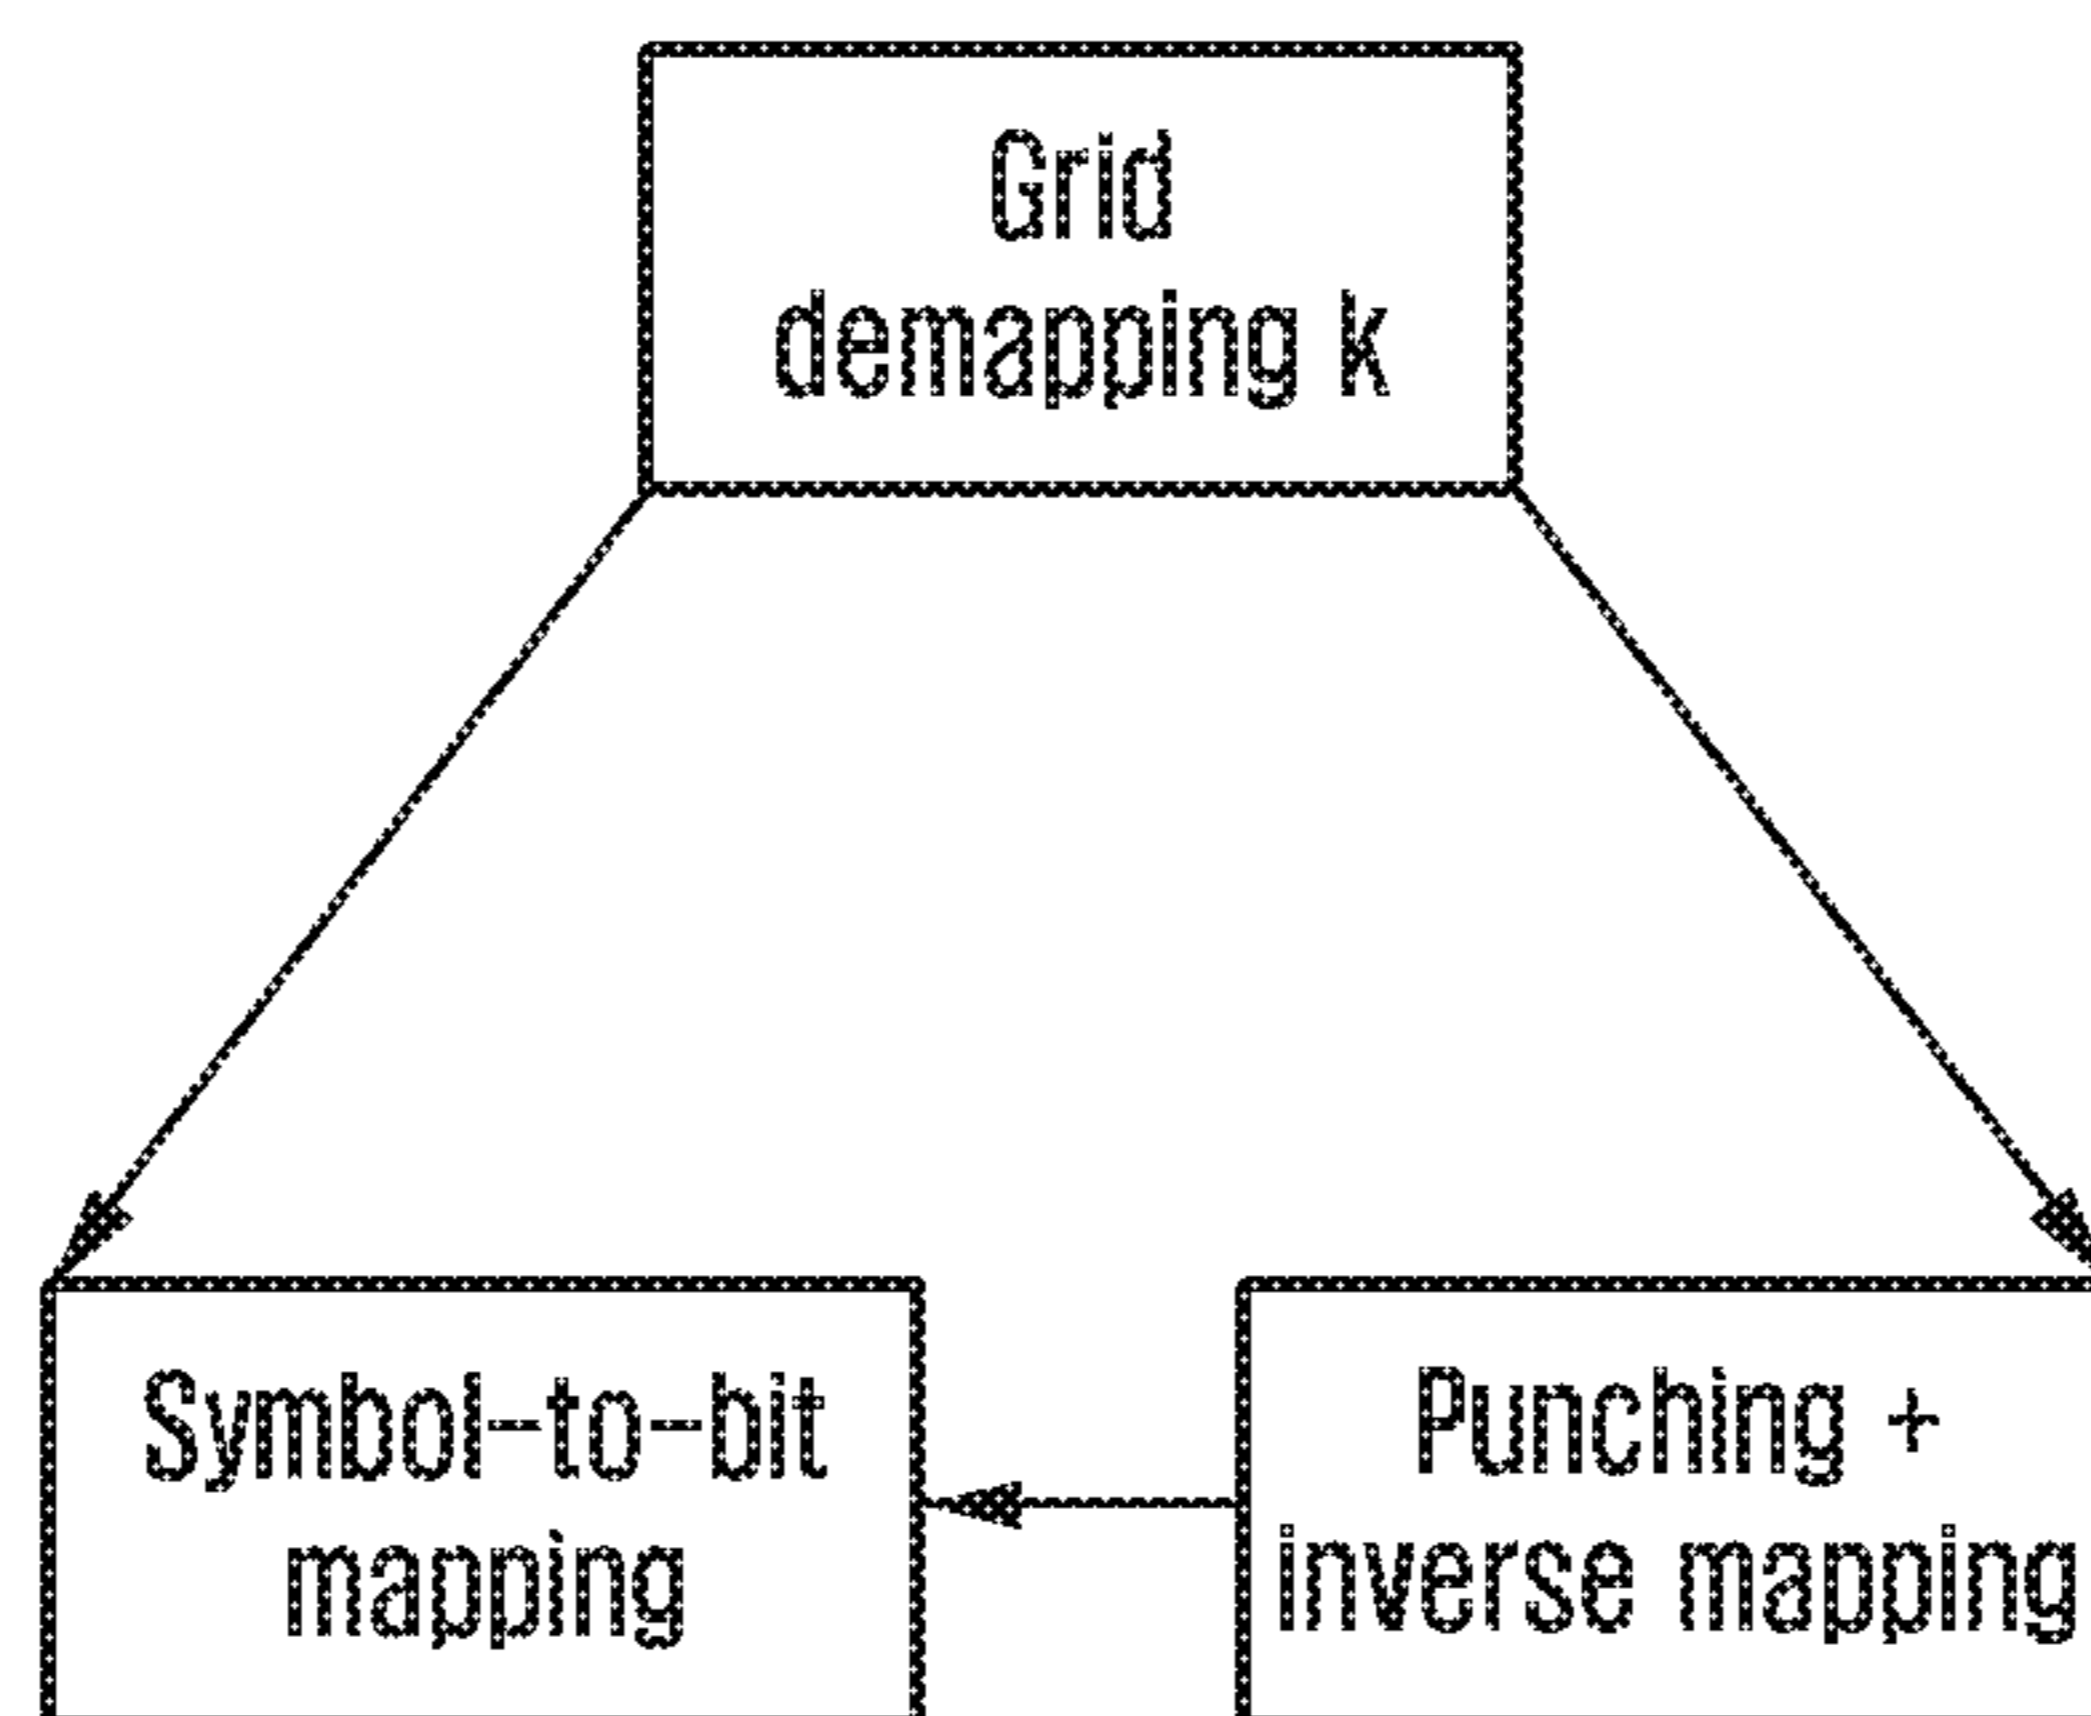 Grid
demapping k
Symbol-to-bit
mapping
Punching +
inverse mapping